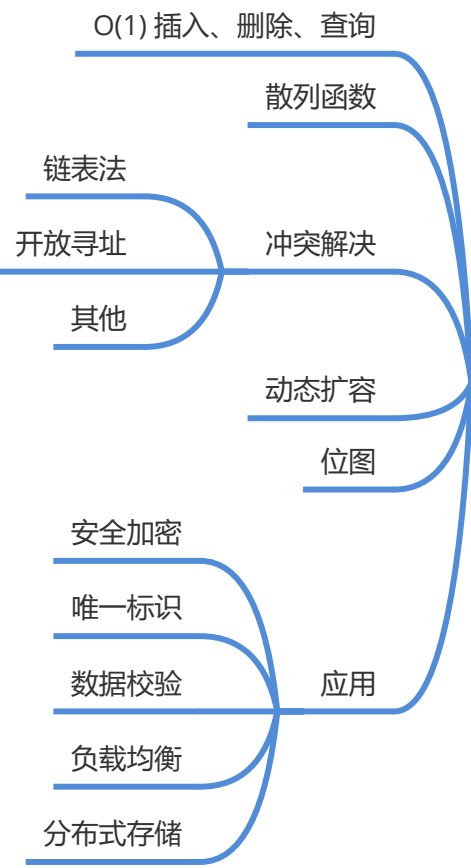 O(1) 插入、删除、查询
散列函数
链表法
开放寻址
冲突解决
其他
动态扩容
位图
安全加密
唯一标识
数据校验
应用
负载均衡
分布式存储